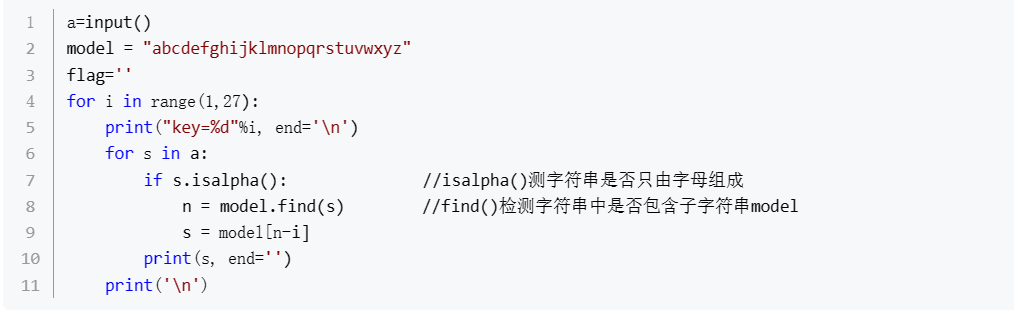 1 a=input()
2 model = "abcdefghijklmnopqrstuvwxyz"
3 flag=''
4 for i in range(1,27):
5     print("key=%d"%i, end='\n')
6     for s in a:
7         if s.isalpha():              //isalpha()测字符串是否只由字母组成
8             n = model.find(s)        //find()检测字符串中是否包含子字符串model
9             s = model[n-i]
10         print(s, end='')
11     print('\n')